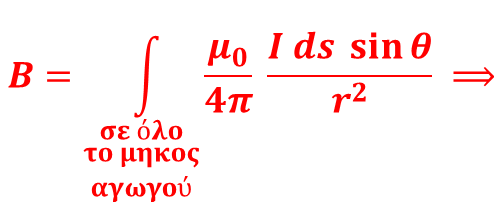 B = ∫ μ₀/4π I ds sin θ/r² ⟹
σε όλο
το μηκος
αγωγού